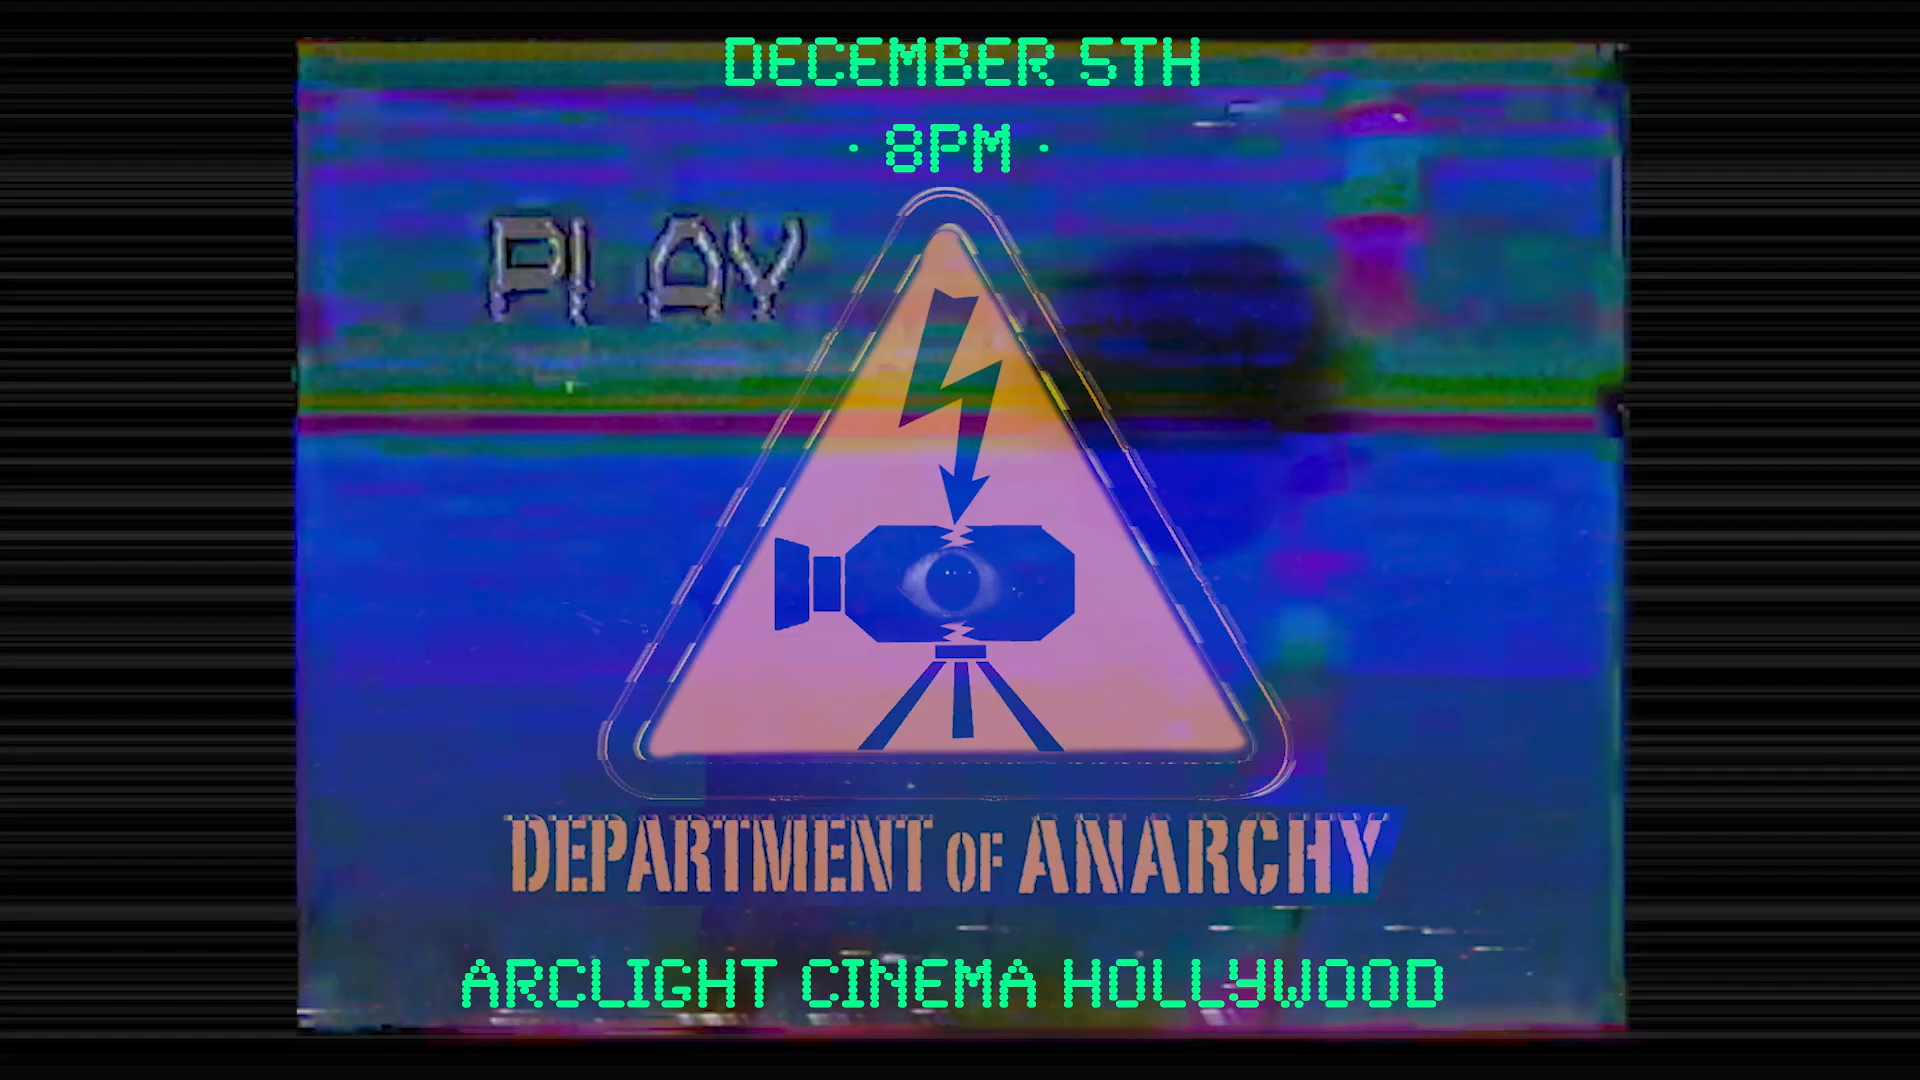 DECEMBER 5TH
· 8PM ·
PLAY
DEPARTMENT OF ANARCHY
ARCLIGHT CINEMA HOLLYWOOD